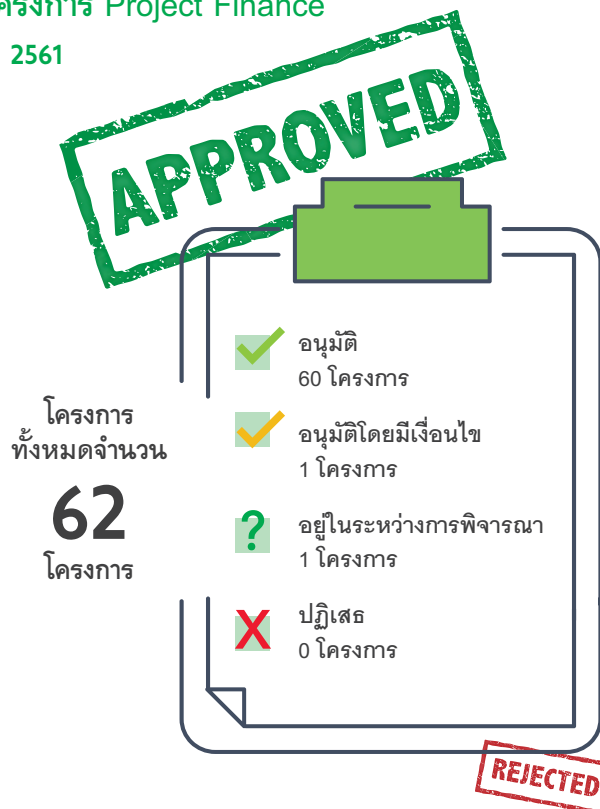 โครงการ Project Finance
2561
APPROVED
อนุมัติ
60 โครงการ
อนุมัติโดยมีเงื่อนไข
1 โครงการ
อยู่ในระหว่างการพิจารณา
1 โครงการ
ปฏิเสธ
0 โครงการ
โครงการ
ทั้งหมดจำนวน
62
โครงการ
REJECTED